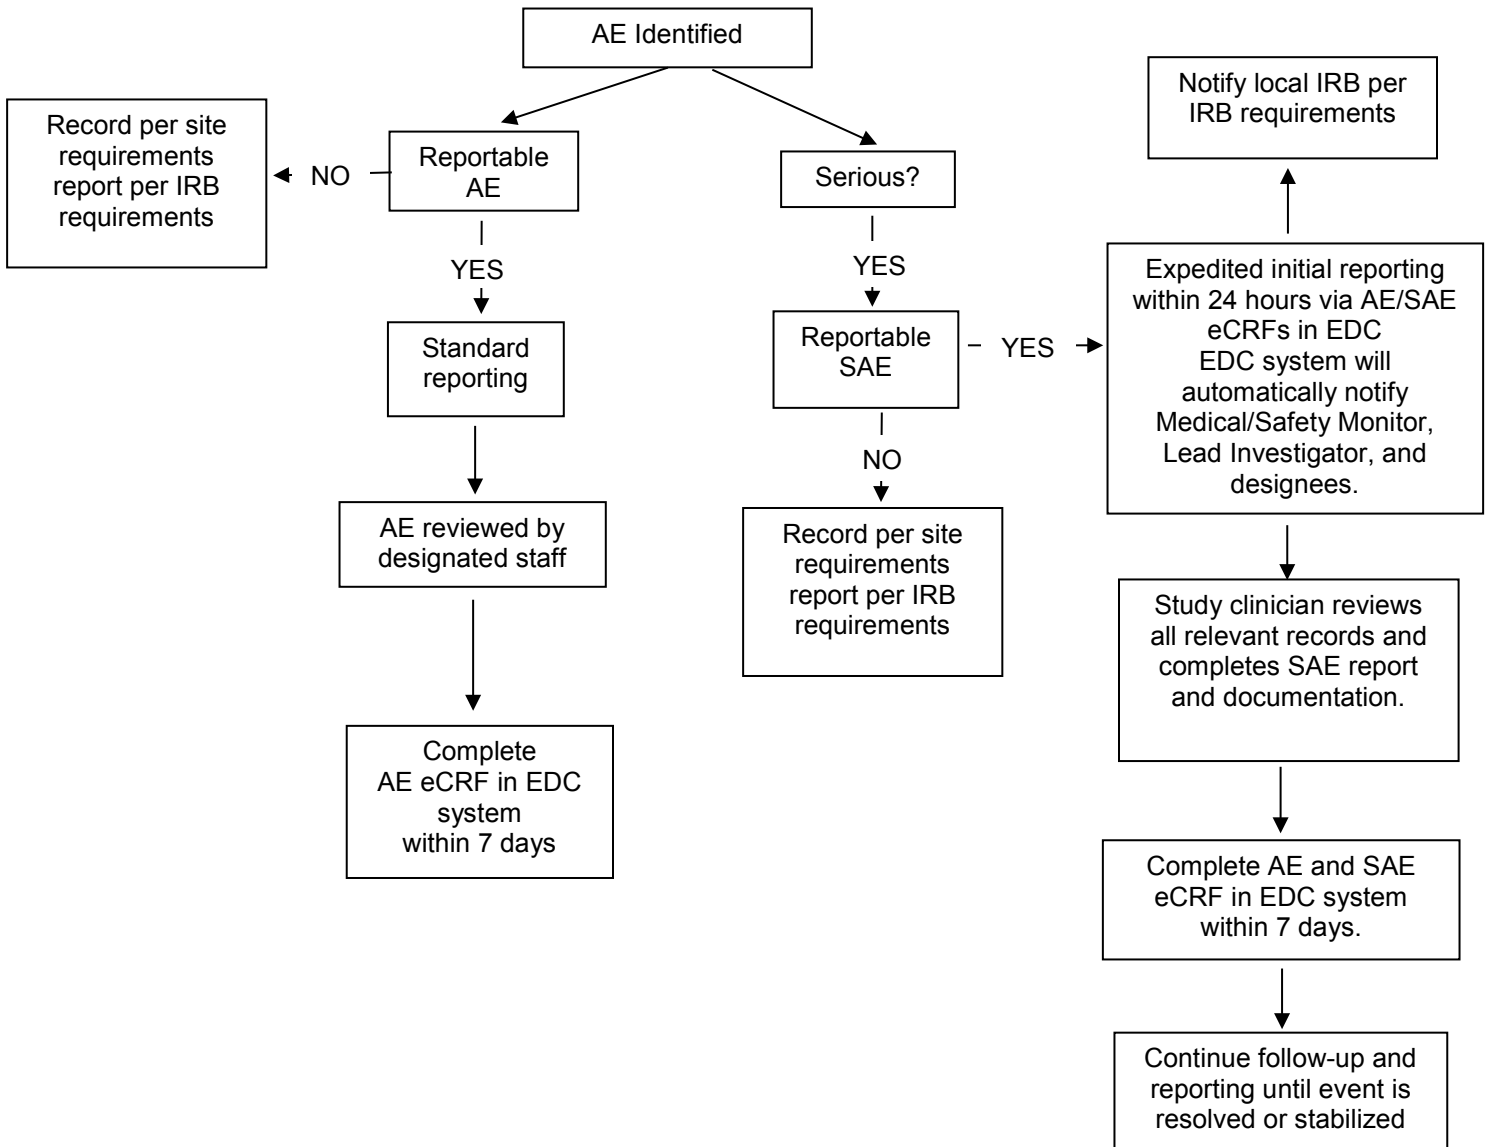 AE Identified
Notify local IRB per
IRB requirements
Record per site
requirements
report per IRB
requirements
NO
Reportable
AE
Serious?
YES
YES
Expedited initial reporting
within 24 hours via AE/SAE
eCRFs in EDC
EDC system will
automatically notify
Medical/Safety Monitor,
Lead Investigator, and
designees.
Standard
reporting
Reportable
SAE
YES
NO
AE reviewed by
designated staff
Record per site
requirements
report per IRB
requirements
Study clinician reviews
all relevant records and
completes SAE report
and documentation.
Complete
AE eCRF in EDC
system
within 7 days
Complete AE and SAE
eCRF in EDC system
within 7 days.
Continue follow-up and
reporting until event is
resolved or stabilized